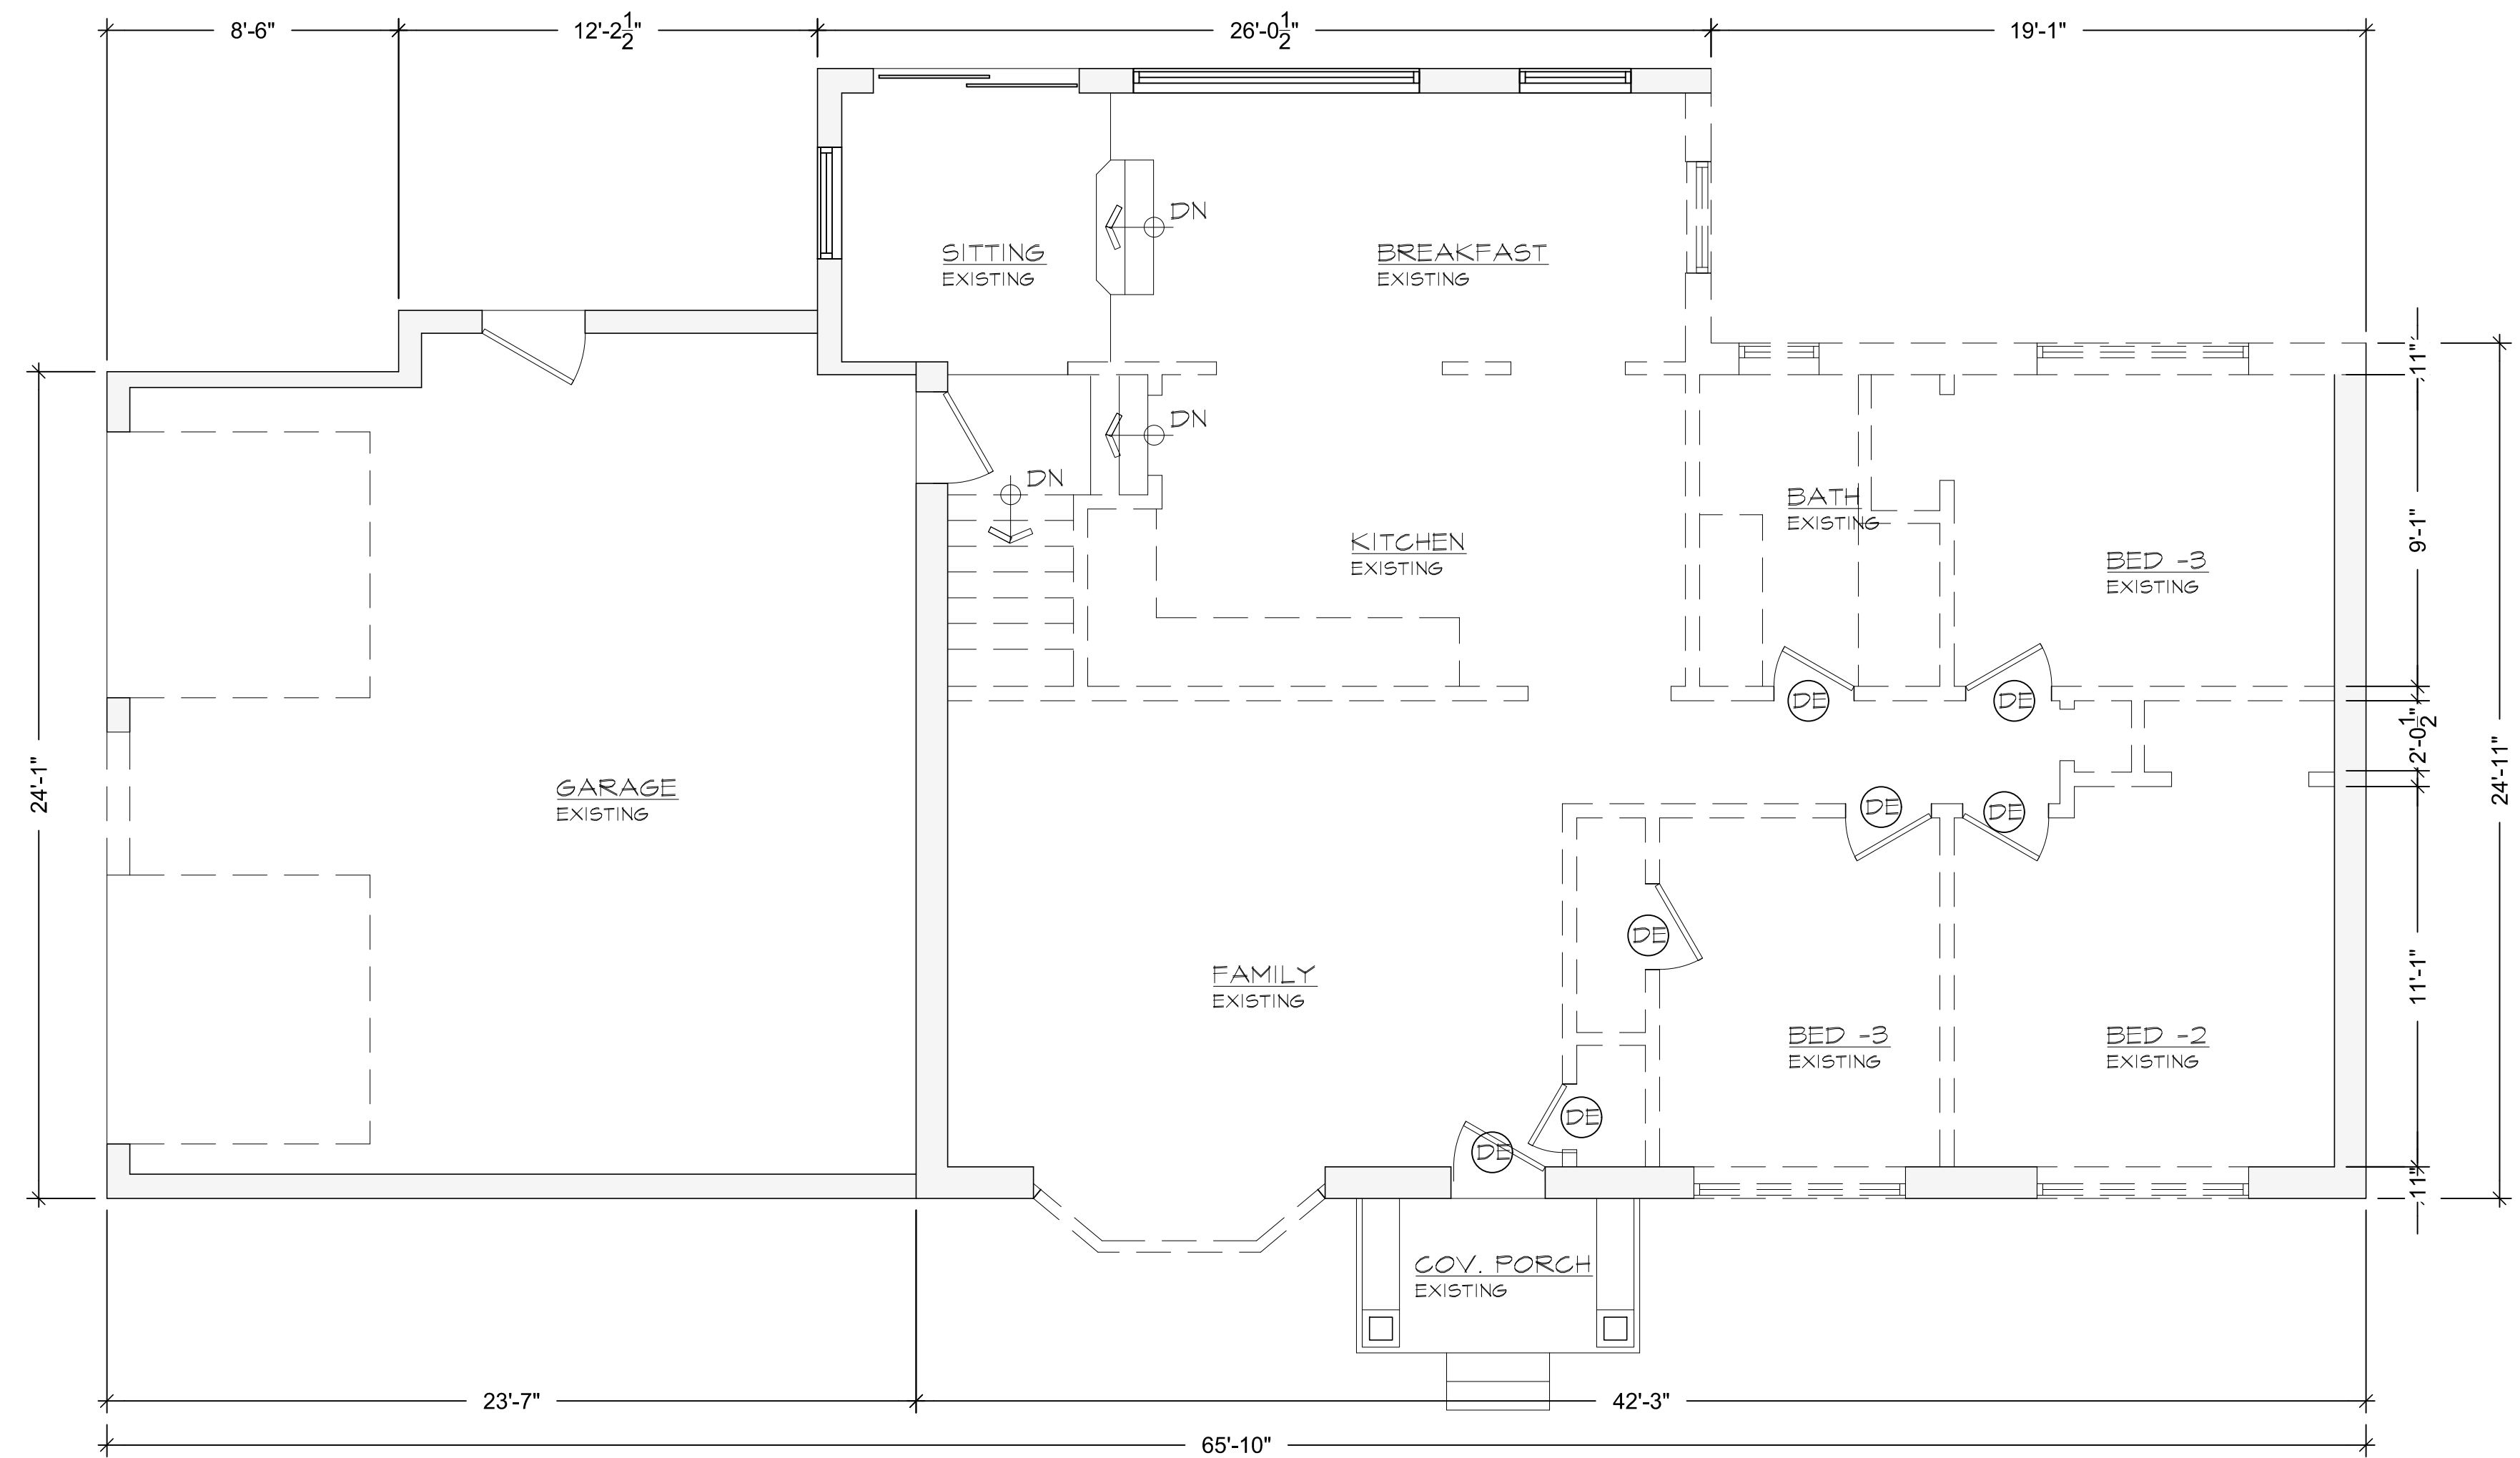 8'-6" 12'-2 1/2" 26'-0 1/2" 19'-1"
DN
SITTING
EXISTING
BREAKFAST
EXISTING
11"
DN
DN
BATH
EXISTING
9'-1"
KITCHEN
EXISTING
BED -3
EXISTING
DE DE
2'-0 1/2"
24'-1"
GARAGE
EXISTING
24'-11"
DE DE
DE
FAMILY
EXISTING
11'-1"
BED -3
EXISTING
BED -2
EXISTING
DE
DE
11"
COV. PORCH
EXISTING
23'-7" 42'-3"
65'-10"